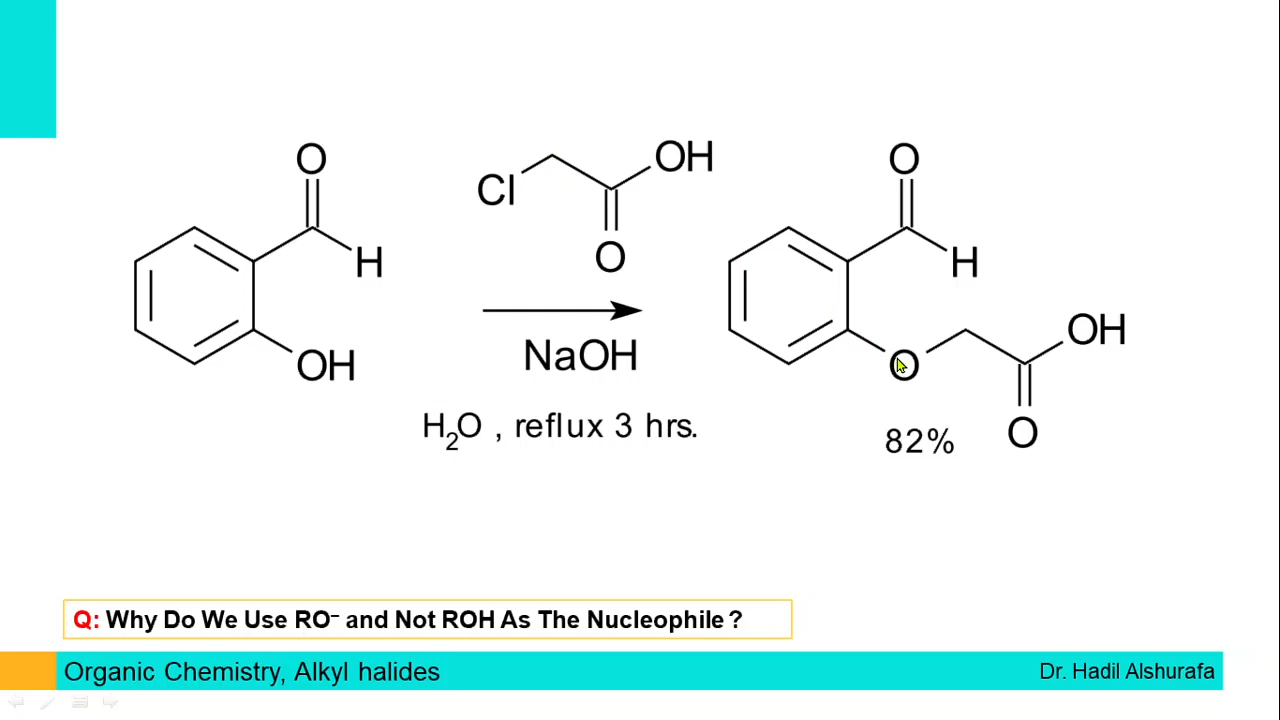 O
H
OH
Cl
OH
O
NaOH
H₂O , reflux 3 hrs.
O
H
O
OH
O
82%
Q: Why Do We Use RO⁻ and Not ROH As The Nucleophile ?
Organic Chemistry, Alkyl halides
Dr. Hadil Alshurafa